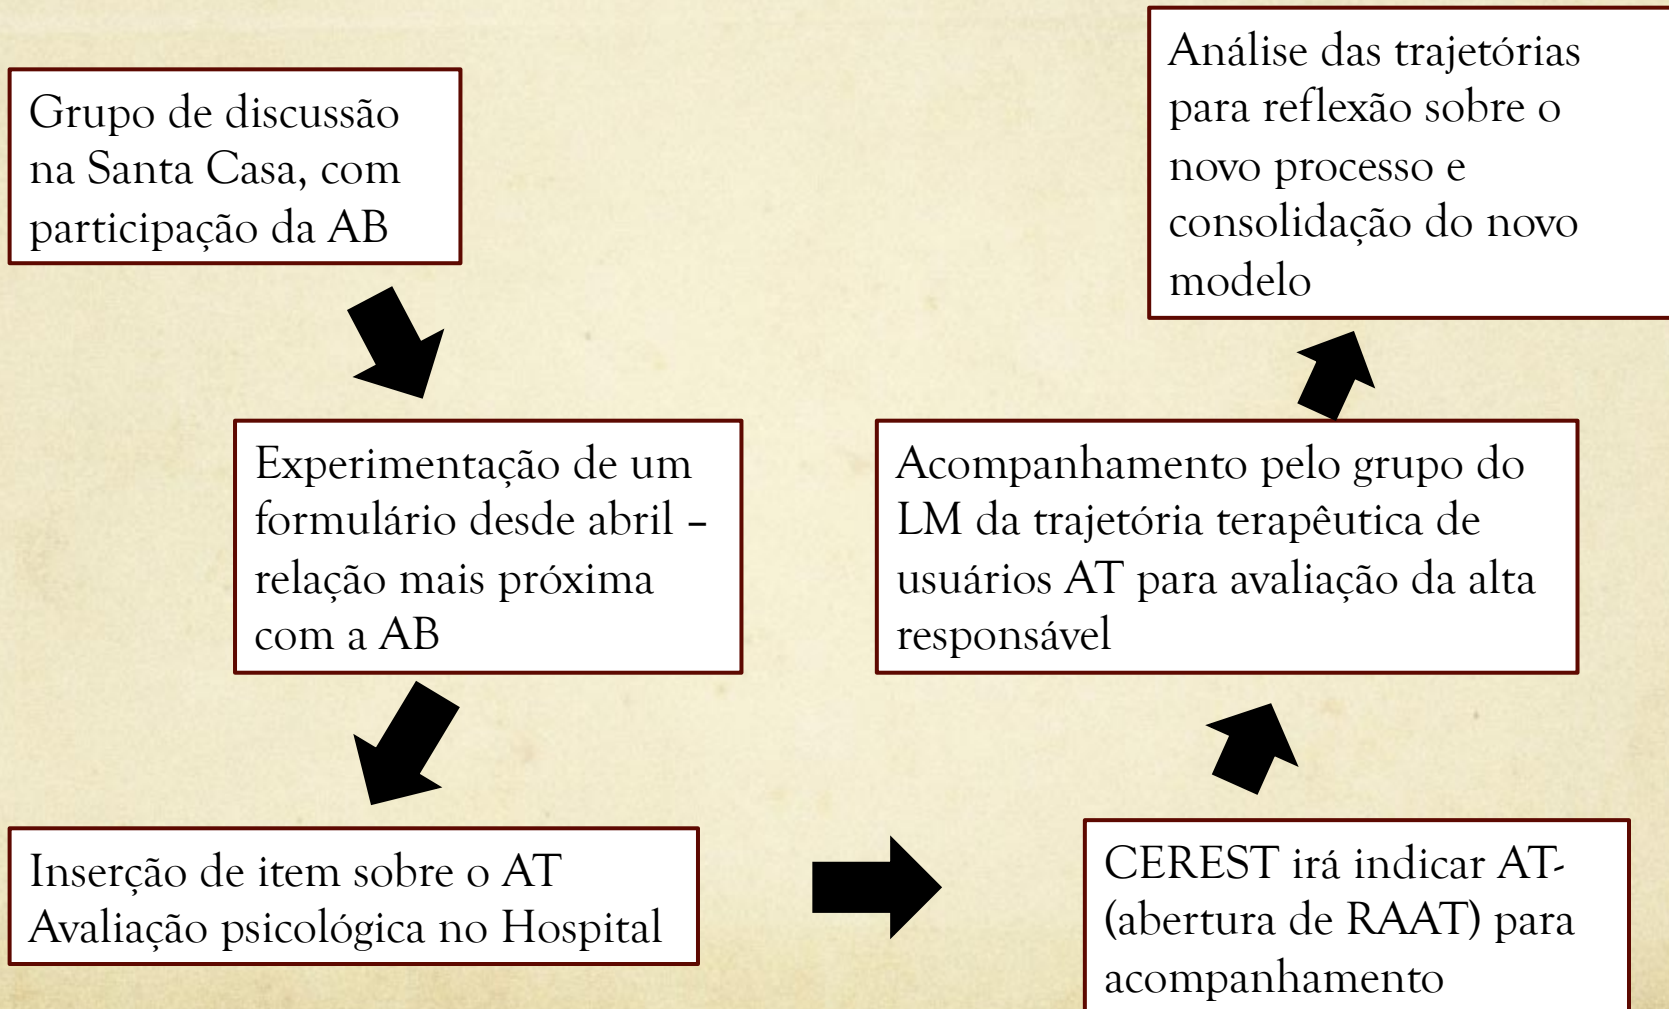 Grupo de discussão
na Santa Casa, com
participação da AB
Experimentação de um
formulário desde abril –
relação mais próxima
com a AB
Inserção de item sobre o AT
Avaliação psicológica no Hospital
CEREST irá indicar AT-
(abertura de RAAT) para
acompanhamento
Acompanhamento pelo grupo do
LM da trajetória terapêutica de
usuários AT para avaliação da alta
responsável
Análise das trajetórias
para reflexão sobre o
novo processo e
consolidação do novo
modelo